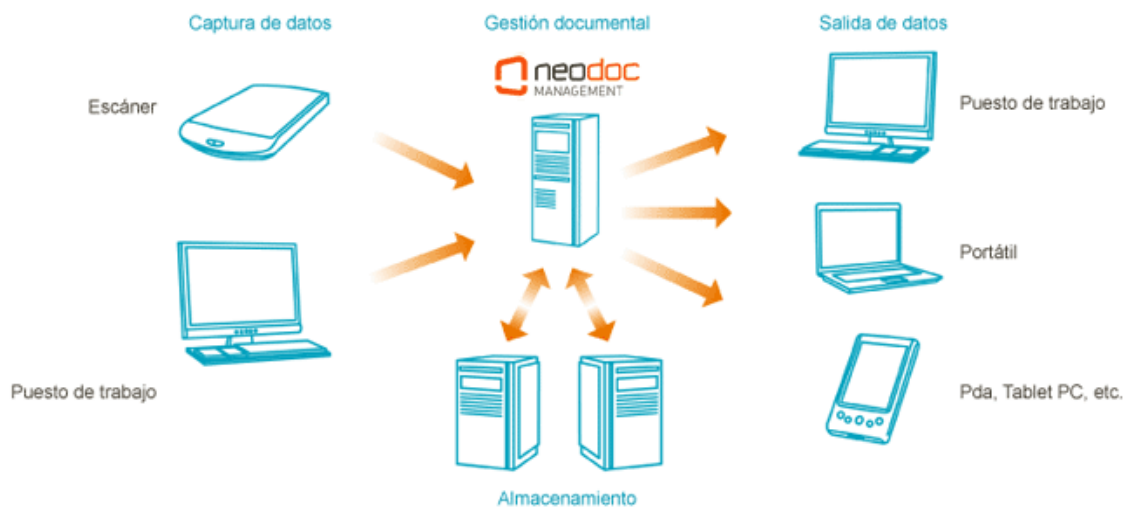 Captura de datos
Gestión documental
Salida de datos
neodoc
MANAGEMENT
Escáner
Puesto de trabajo
Portátil
Puesto de trabajo
Pda, Tablet PC, etc.
Almacenamiento